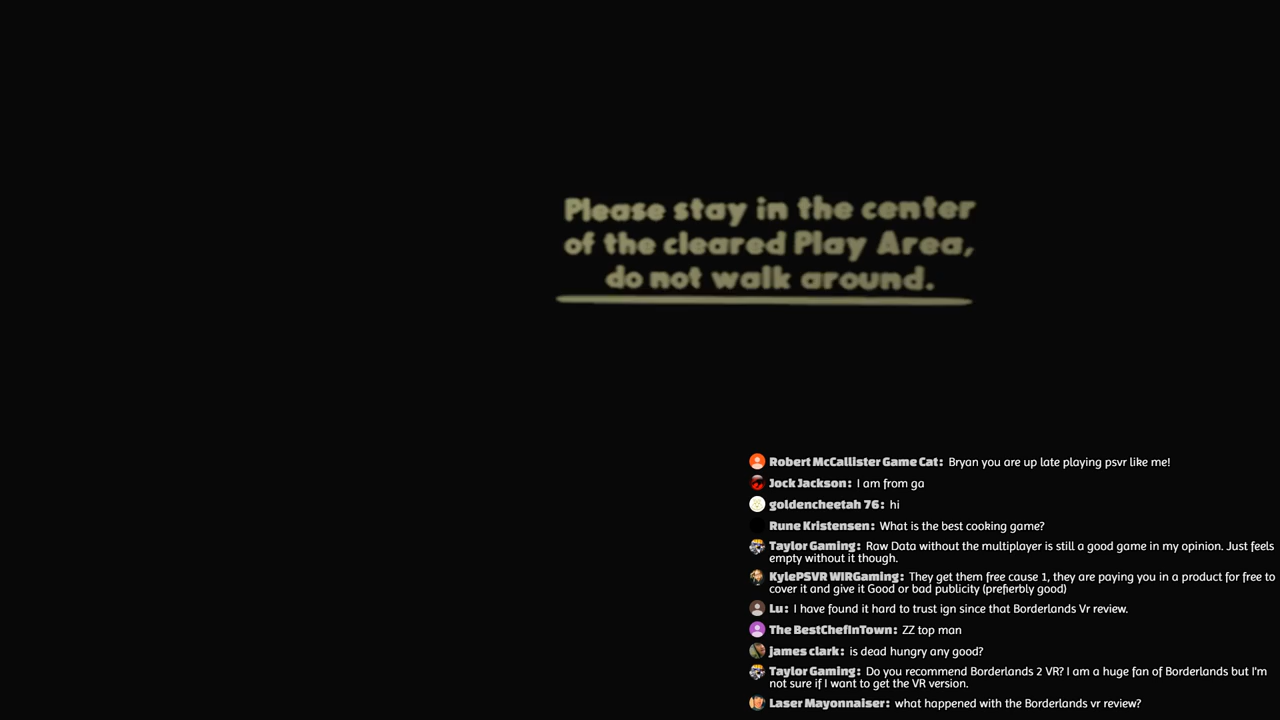 Please stay in the center
of the cleared Play Area,
do not walk around.
Robert McCallister Game Cat: Bryan you are up late playing psvr like me!
Jock Jackson: I am from ga
goldencheetah 76: hi
Rune Kristensen: What is the best cooking game?
Taylor Gaming: Raw Data without the multiplayer is still a good game in my opinion. Just feels
empty without it though.
KylePSVR WIRGaming: They get them free cause 1, they are paying you in a product for free to
cover it and give it Good or bad publicity (prefierbly good)
Lu: I have found it hard to trust ign since that Borderlands Vr review.
The BestChefInTown: ZZ top man
james clark: is dead hungry any good?
Taylor Gaming: Do you recommend Borderlands 2 VR? I am a huge fan of Borderlands but I'm
not sure if I want to get the VR version.
Laser Mayonnaiser: what happened with the Borderlands vr review?